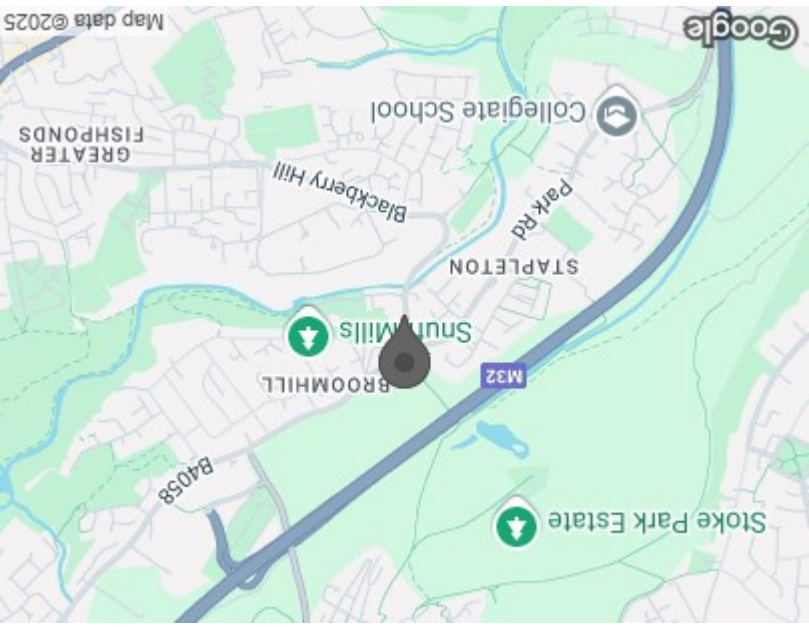 Stoke Park Estate
B4058
BROOMHILL
M32
Snuff Mills
STAPLETON
Park Rd
Blackberry Hill
GREATER
FISHPONDS
Collegiate School
Google
Map data ©2025